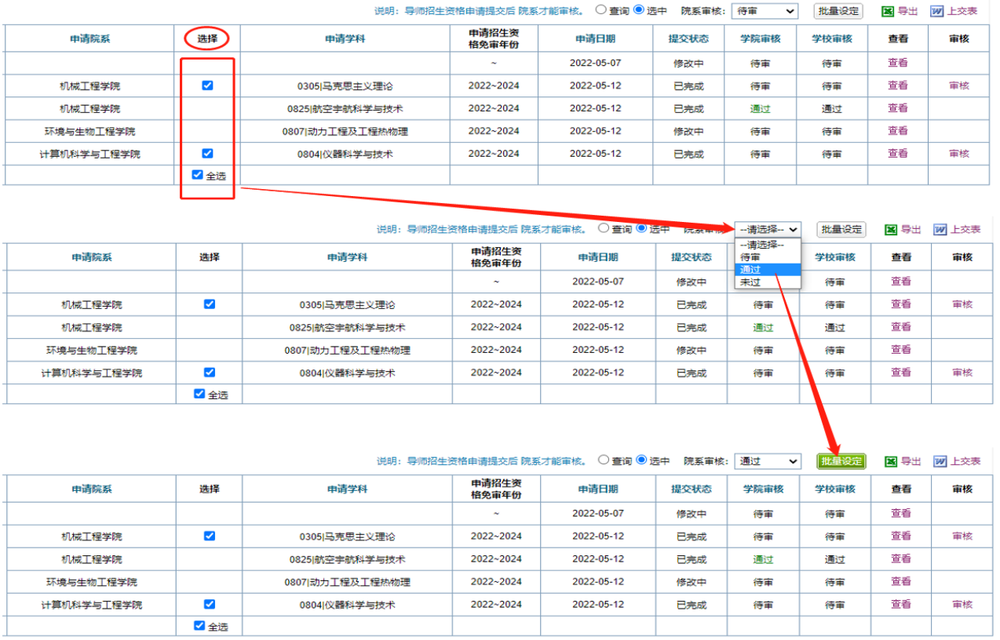 说明：导师招生资格申请提交后 院系才能审核。 查询 选中 院系审核： 待审 批量设定 导出 上交表
申请院系 选择 申请学科 申请招生资格免审年份 申请日期 提交状态 学院审核 学校审核 查看 审核
~ 2022-05-07 修改中 待审 待审 查看
机械工程学院 0305|马克思主义理论 2022~2024 2022-05-12 已完成 待审 待审 查看 审核
机械工程学院 0825|航空宇航科学与技术 2022~2024 2022-05-12 已完成 通过 通过 查看
环境与生物工程学院 0807|动力工程及工程热物理 2022~2024 2022-05-12 修改中 待审 待审 查看
计算机科学与工程学院 0804|仪器科学与技术 2022~2024 2022-05-12 已完成 待审 待审 查看 审核
全选
说明：导师招生资格申请提交后 院系才能审核。 查询 选中 院系审核 --请选择-- 批量设定 导出 上交表
--请选择--
待审
通过
未过
申请院系 选择 申请学科 申请招生资格免审年份 申请日期 提交状态 学校审核 查看 审核
~ 2022-05-07 修改中 待审 查看
机械工程学院 0305|马克思主义理论 2022~2024 2022-05-12 已完成 待审 待审 查看 审核
机械工程学院 0825|航空宇航科学与技术 2022~2024 2022-05-12 已完成 通过 通过 查看
环境与生物工程学院 0807|动力工程及工程热物理 2022~2024 2022-05-12 修改中 待审 待审 查看
计算机科学与工程学院 0804|仪器科学与技术 2022~2024 2022-05-12 已完成 待审 待审 查看 审核
全选
说明：导师招生资格申请提交后 院系才能审核。 查询 选中 院系审核： 通过 批量设定 导出 上交表
申请院系 选择 申请学科 申请招生资格免审年份 申请日期 提交状态 学院审核 学校审核 查看 审核
~ 2022-05-07 修改中 待审 待审 查看
机械工程学院 0305|马克思主义理论 2022~2024 2022-05-12 已完成 待审 待审 查看 审核
机械工程学院 0825|航空宇航科学与技术 2022~2024 2022-05-12 已完成 通过 通过 查看
环境与生物工程学院 0807|动力工程及工程热物理 2022~2024 2022-05-12 修改中 待审 待审 查看
计算机科学与工程学院 0804|仪器科学与技术 2022~2024 2022-05-12 已完成 待审 待审 查看 审核
全选